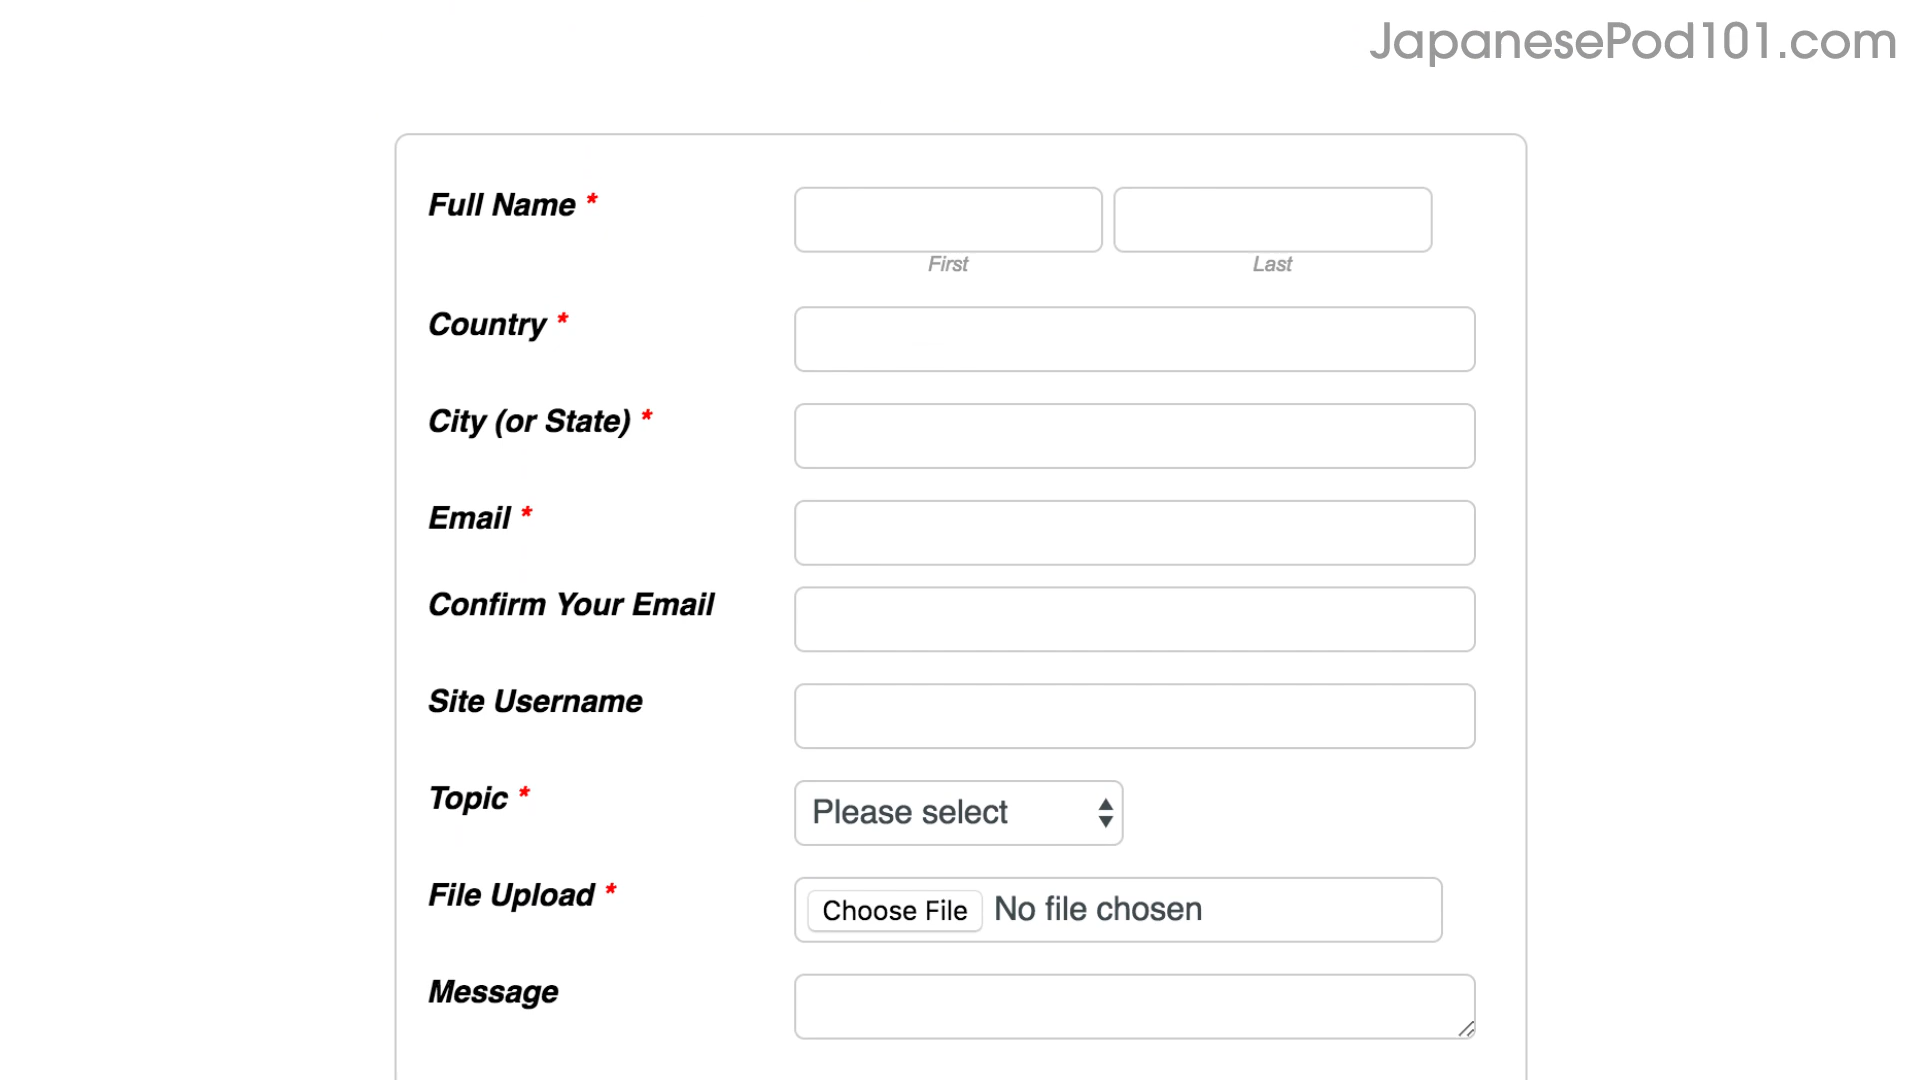 JapanesePod101.com
Full Name *
First Last
Country *
City (or State) *
Email *
Confirm Your Email
Site Username
Topic * Please select
File Upload * Choose File No file chosen
Message